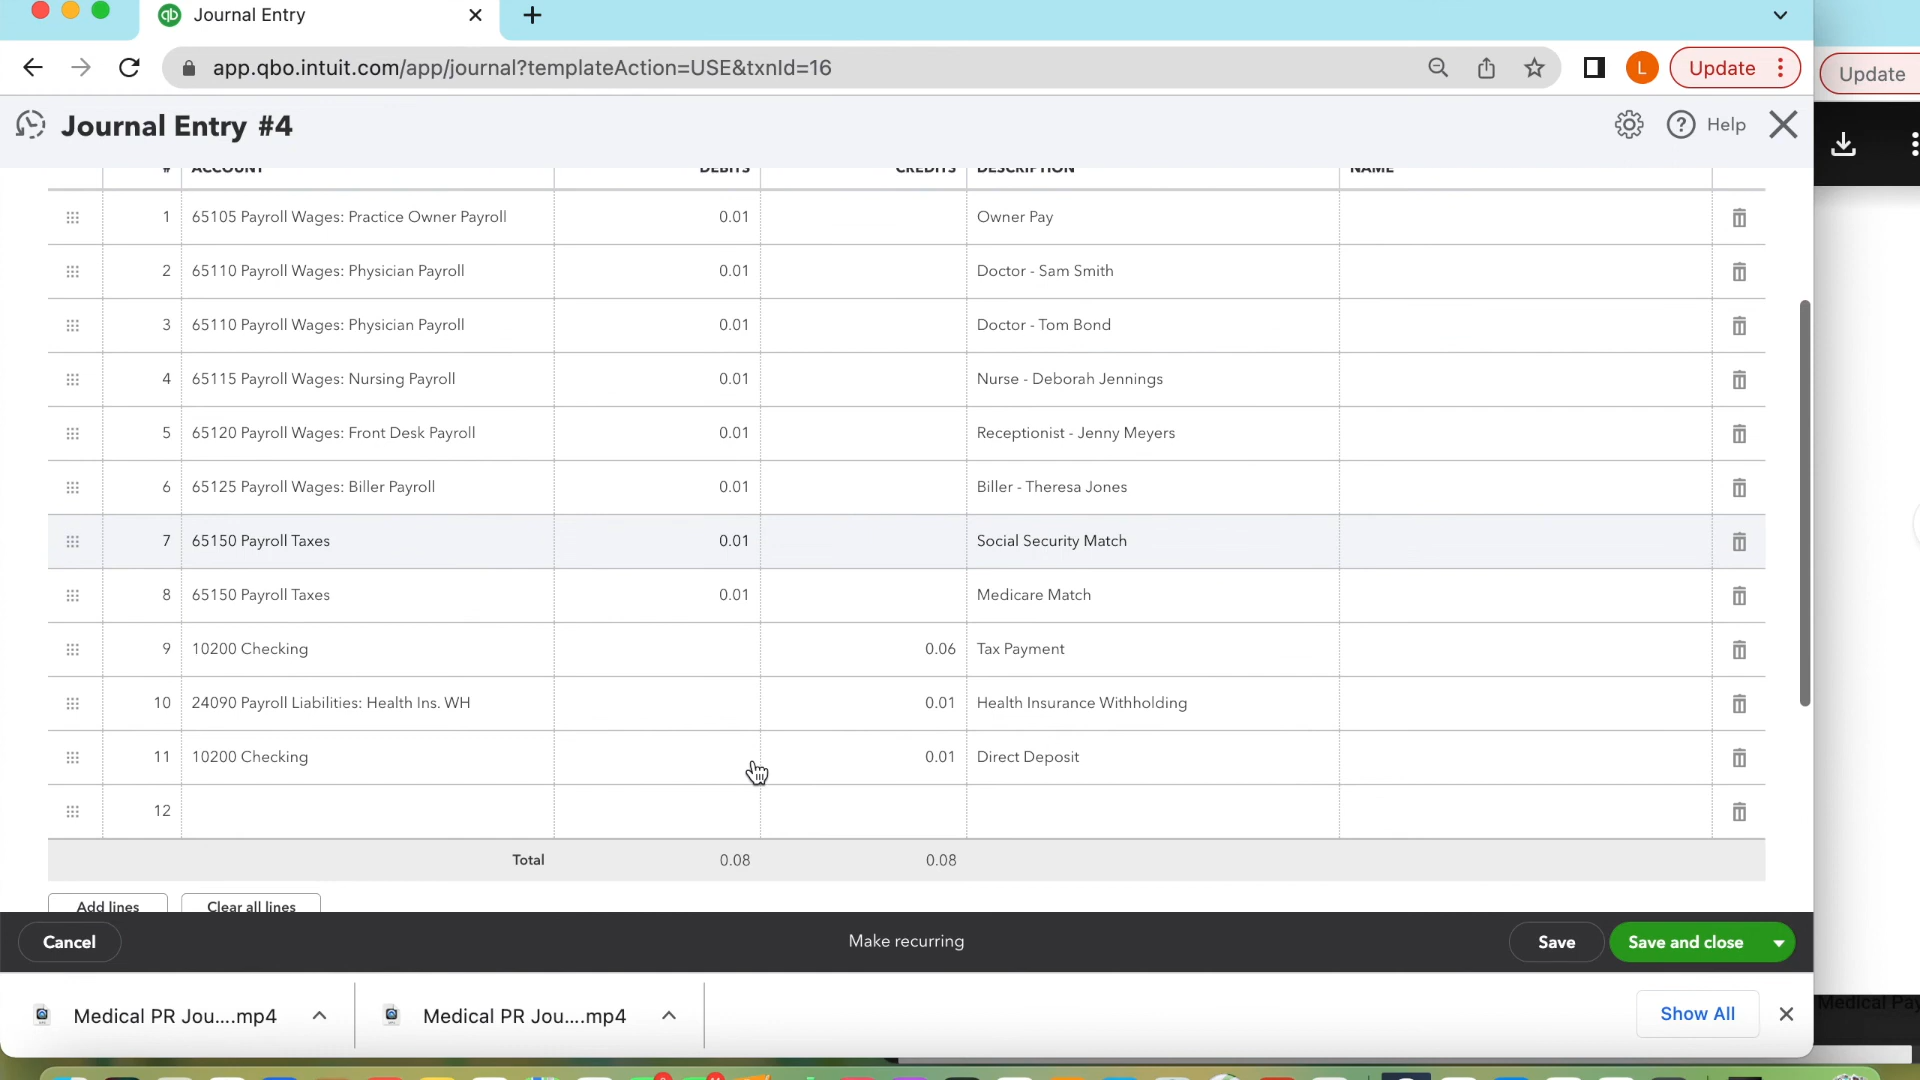 Journal Entry
app.qbo.intuit.com/app/journal?templateAction=USE&txnId=16
L
Update
Update
Journal Entry #4
Help
# ACCOUNT DEBITS CREDITS DESCRIPTION NAME
1 65105 Payroll Wages: Practice Owner Payroll 0.01 Owner Pay
2 65110 Payroll Wages: Physician Payroll 0.01 Doctor - Sam Smith
3 65110 Payroll Wages: Physician Payroll 0.01 Doctor - Tom Bond
4 65115 Payroll Wages: Nursing Payroll 0.01 Nurse - Deborah Jennings
5 65120 Payroll Wages: Front Desk Payroll 0.01 Receptionist - Jenny Meyers
6 65125 Payroll Wages: Biller Payroll 0.01 Biller - Theresa Jones
7 65150 Payroll Taxes 0.01 Social Security Match
8 65150 Payroll Taxes 0.01 Medicare Match
9 10200 Checking 0.06 Tax Payment
10 24090 Payroll Liabilities: Health Ins. WH 0.01 Health Insurance Withholding
11 10200 Checking 0.01 Direct Deposit
12
Total 0.08 0.08
Add lines Clear all lines
Cancel Make recurring Save Save and close
Medical PR Jou....mp4 Medical PR Jou....mp4 Show All
Medical Pay